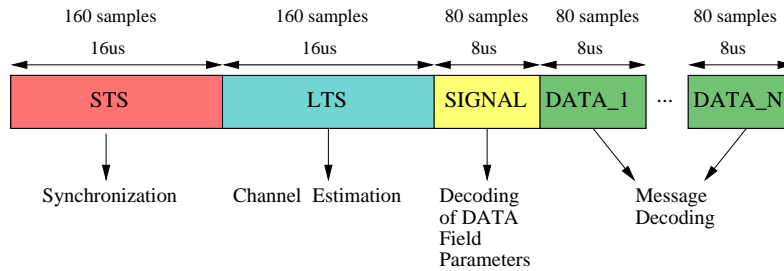 160 samples
160 samples
80 samples
80 samples
80 samples
16us
16us
8us
8us
8us
STS
LTS
SIGNAL
DATA_1
...
DATA_N
Synchronization
Channel Estimation
Decoding
of DATA
Field
Parameters
Message
Decoding